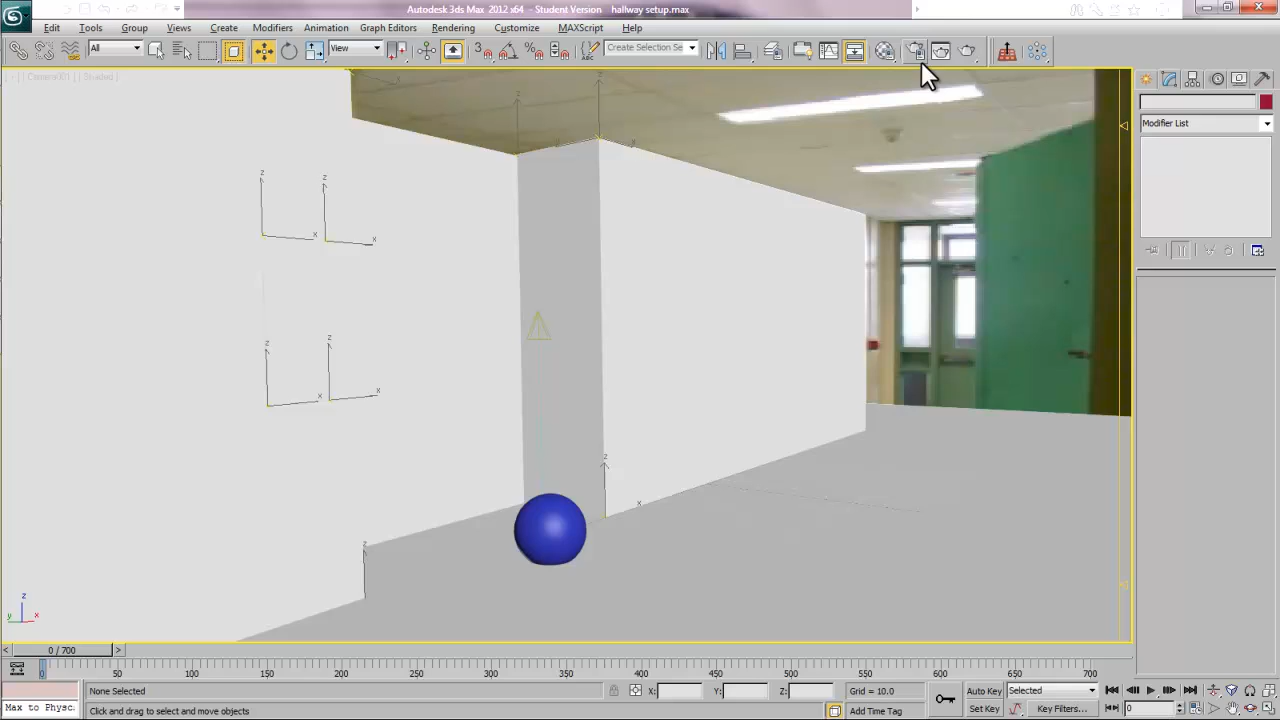 Autodesk 3ds Max 2012 x64 - Student Version hallway setup.max
Edit Tools Group Views Create Modifiers Animation Graph Editors Rendering Customize MAXScript Help
All View Create Selection Se
[ - ] [ Camera001 ] [ Shaded ]
z z
x
z z
x x
z z
x x
z
x
z
z
y x
Modifier List
< 0 / 700 >
0 50 100 150 200 250 300 350 400 450 500 550 600 650 700
None Selected X: Y: Z: Grid = 10.0 Auto Key Selected
Max to Physc. Click and drag to select and move objects Add Time Tag Set Key Key Filters... 0